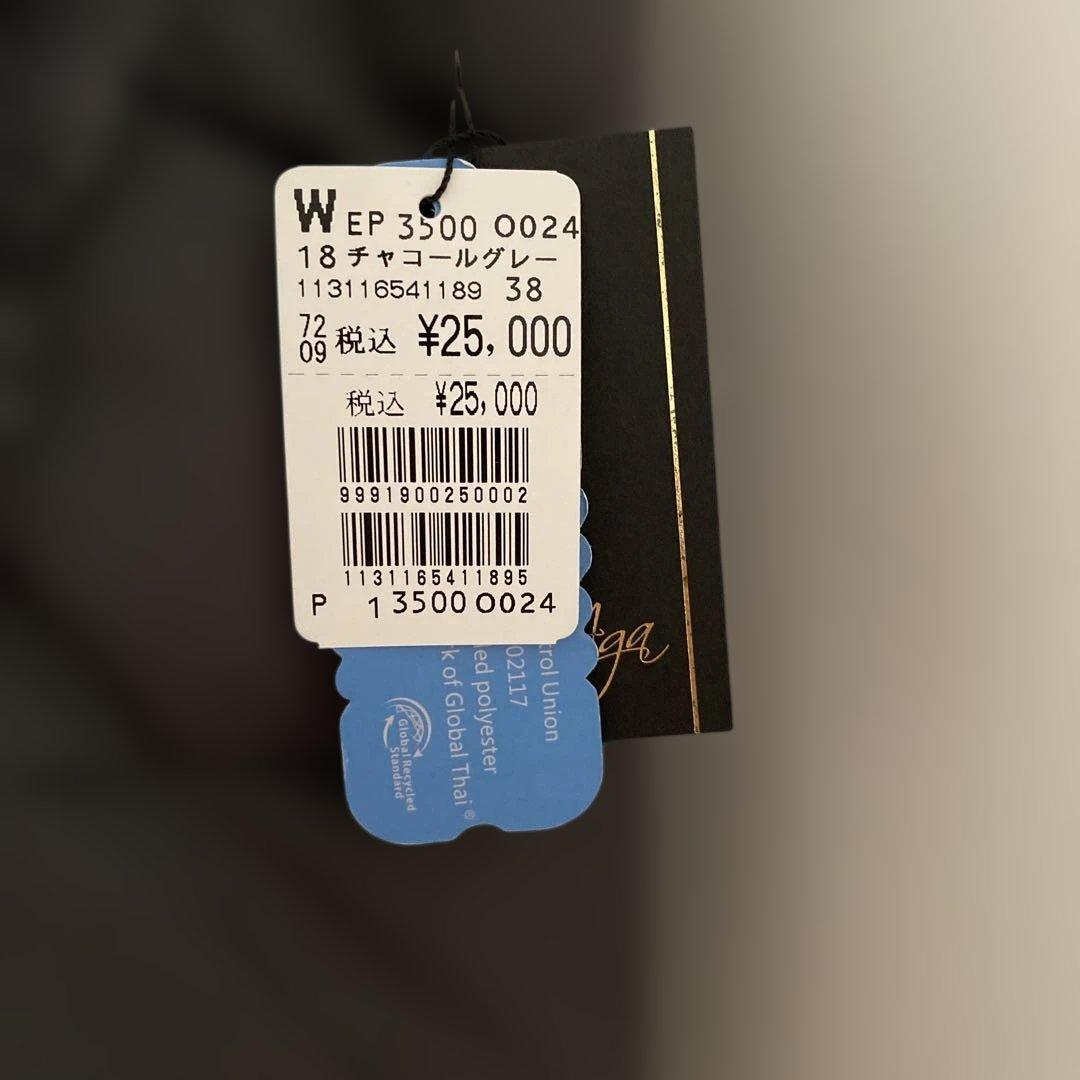 W EP 3500 0024
18 チャコールグレー
113116541189 38
72
09 税込 ¥25,000
税込 ¥25,000
9991900250002
1131165411895
P 1 3500 0024
Union
02117
polyester
of Global Thai®
Global Recycled
Standard